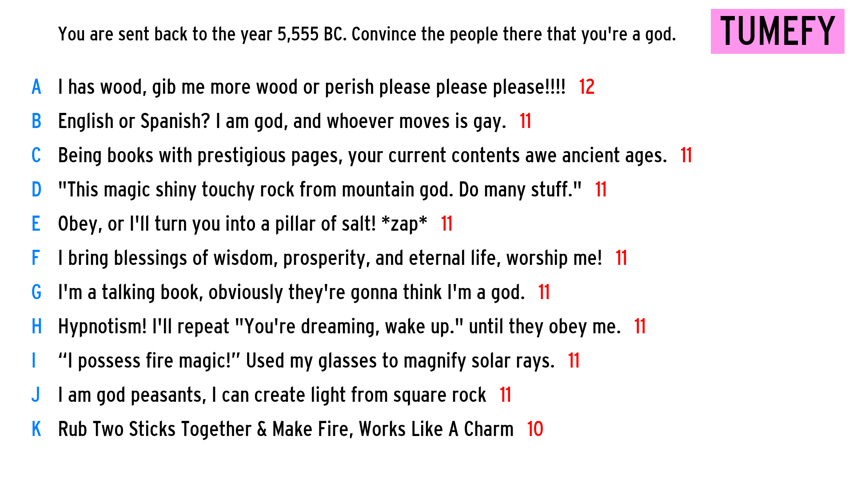 You are sent back to the year 5,555 BC. Convince the people there that you're a god.
TUMEFY
A I has wood, gib me more wood or perish please please please!!!! 12
B English or Spanish? I am god, and whoever moves is gay. 11
C Being books with prestigious pages, your current contents awe ancient ages. 11
D "This magic shiny touchy rock from mountain god. Do many stuff." 11
E Obey, or I'll turn you into a pillar of salt! *zap* 11
F I bring blessings of wisdom, prosperity, and eternal life, worship me! 11
G I'm a talking book, obviously they're gonna think I'm a god. 11
H Hypnotism! I'll repeat "You're dreaming, wake up." until they obey me. 11
I “I possess fire magic!” Used my glasses to magnify solar rays. 11
J I am god peasants, I can create light from square rock 11
K Rub Two Sticks Together & Make Fire, Works Like A Charm 10